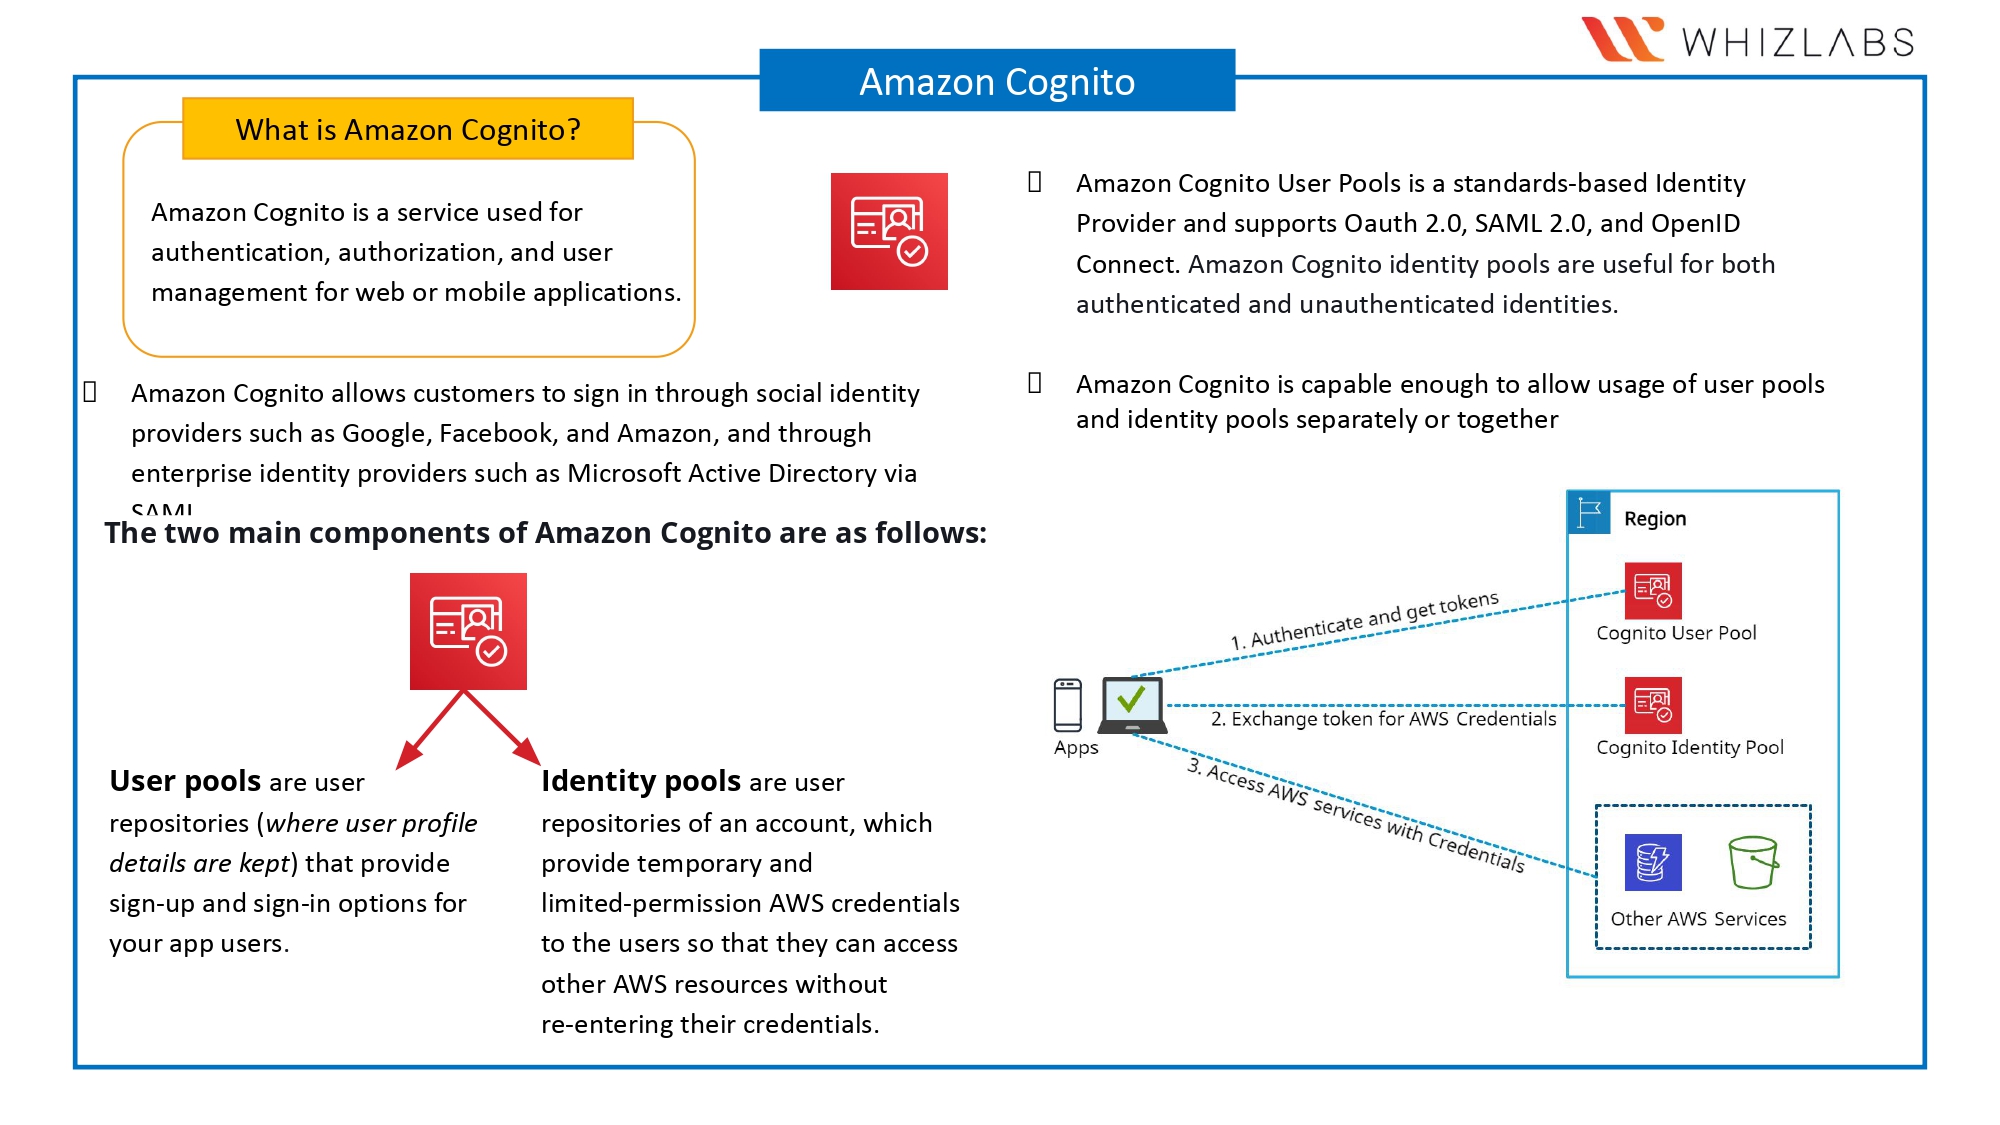 WHIZLABS
Amazon Cognito
What is Amazon Cognito?
Amazon Cognito is a service used for
authentication, authorization, and user
management for web or mobile applications.
Amazon Cognito allows customers to sign in through social identity
providers such as Google, Facebook, and Amazon, and through
enterprise identity providers such as Microsoft Active Directory via
SAML
The two main components of Amazon Cognito are as follows:
User pools are user
repositories (where user profile
details are kept) that provide
sign-up and sign-in options for
your app users.
Identity pools are user
repositories of an account, which
provide temporary and
limited-permission AWS credentials
to the users so that they can access
other AWS resources without
re-entering their credentials.
Amazon Cognito User Pools is a standards-based Identity
Provider and supports Oauth 2.0, SAML 2.0, and OpenID
Connect. Amazon Cognito identity pools are useful for both
authenticated and unauthenticated identities.
Amazon Cognito is capable enough to allow usage of user pools
and identity pools separately or together
Region
1. Authenticate and get tokens
Cognito User Pool
2. Exchange token for AWS Credentials
Apps
Cognito Identity Pool
3. Access AWS services with Credentials
Other AWS Services